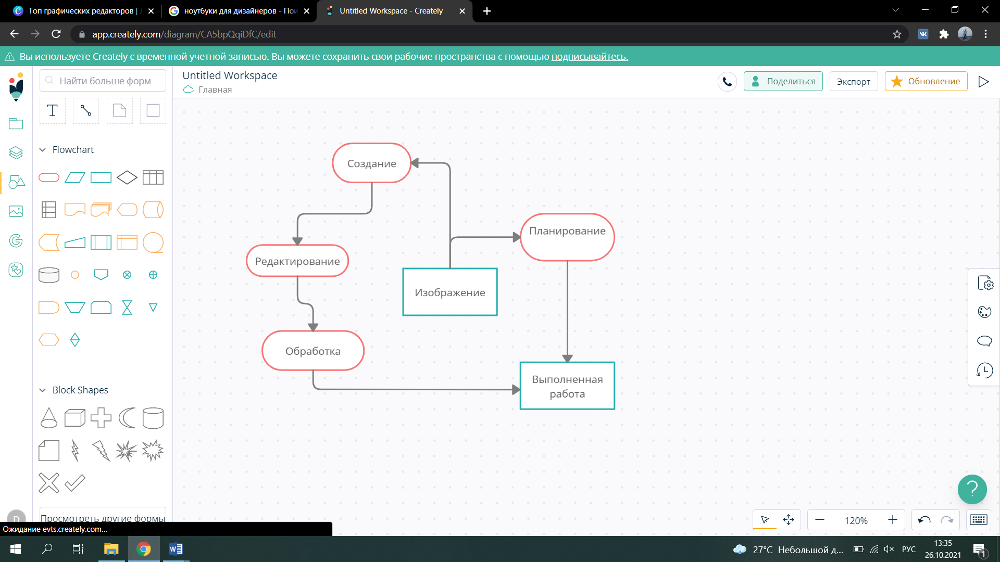 Топ графических редакторов |
ноутбуки для дизайнеров - Пои
Untitled Workspace - Creately
app.creately.com/diagram/CA5bpQqiDfC/edit
Вы используете Creately с временной учетной записью. Вы можете сохранить свои рабочие пространства с помощью подписывайтесь.
Найти больше форм
Untitled Workspace
Главная
Поделиться
Экспорт
Обновление
T
Flowchart
Создание
Планирование
Редактирование
Изображение
Обработка
Выполненная
работа
Block Shapes
Просмотреть другие формы
D
?
120%
Ожидание evts.creately.com...
27°C Небольшой д...
РУС
13:35
26.10.2021
1